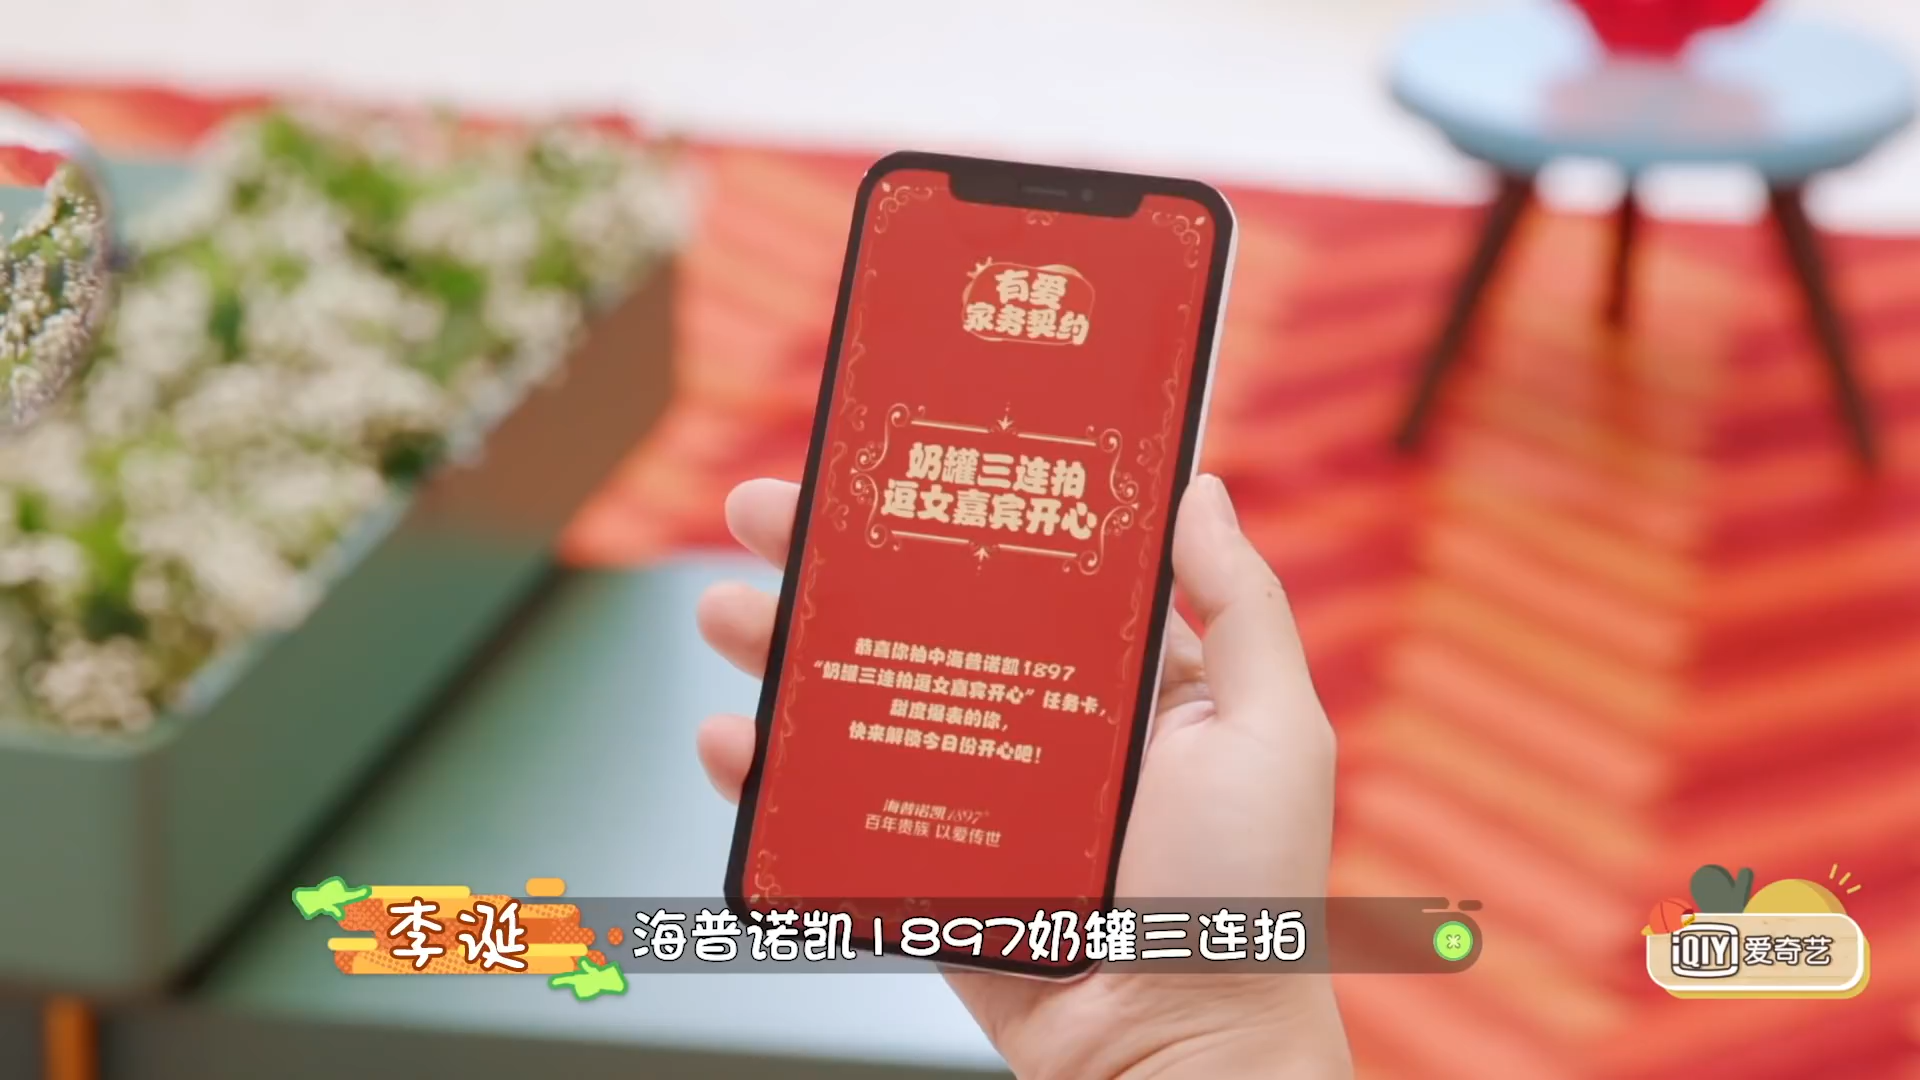 有爱
家务契约
奶罐三连拍
逗女嘉宾开心
恭喜你抽中海普诺凯1897
“奶罐三连拍逗女嘉宾开心”任务卡，
甜度爆表的你，
快来解锁今日份开心吧！
海普诺凯1897®
百年贵族 以爱传世
李诞 海普诺凯1897奶罐三连拍
iQIY 爱奇艺